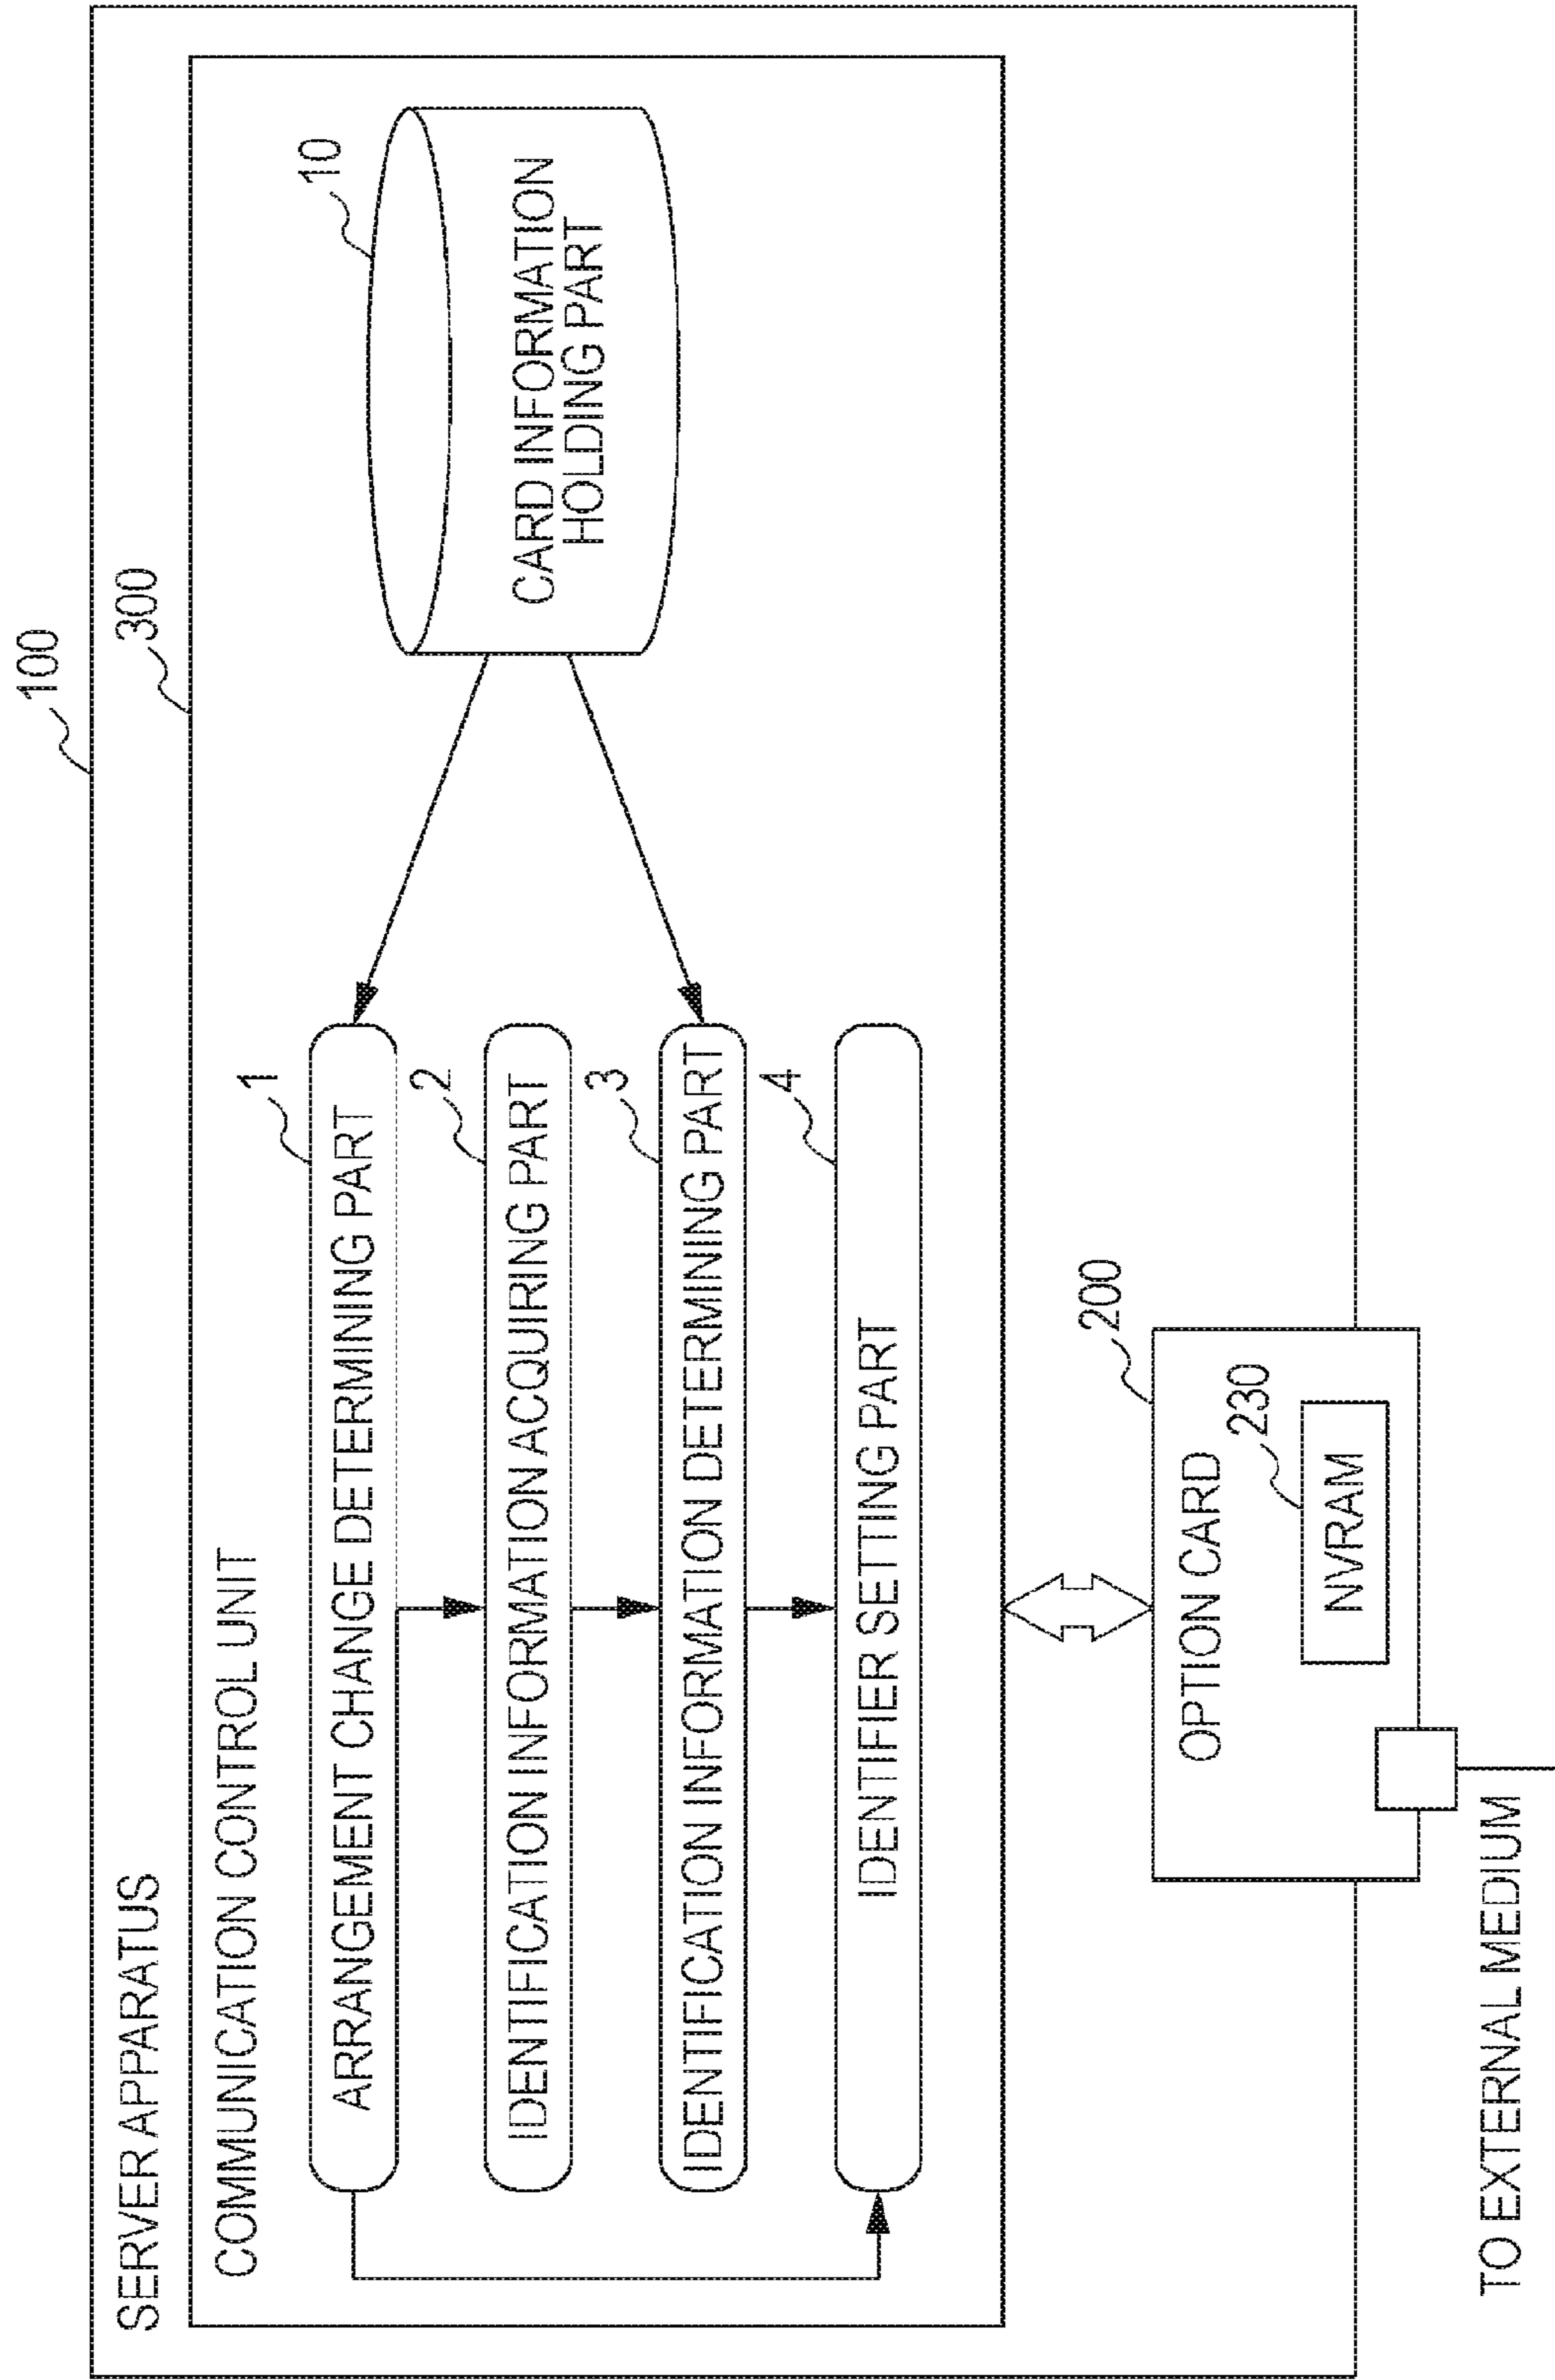 100
SERVER APPARATUS
300
COMMUNICATION CONTROL UNIT
1
ARRANGEMENT CHANGE DETERMINING PART
2
IDENTIFICATION INFORMATION ACQUIRING PART
3
IDENTIFICATION INFORMATION DETERMINING PART
4
IDENTIFIER SETTING PART
10
CARD INFORMATION
HOLDING PART
200
OPTION CARD
230
NVRAM
TO EXTERNAL MEDIUM